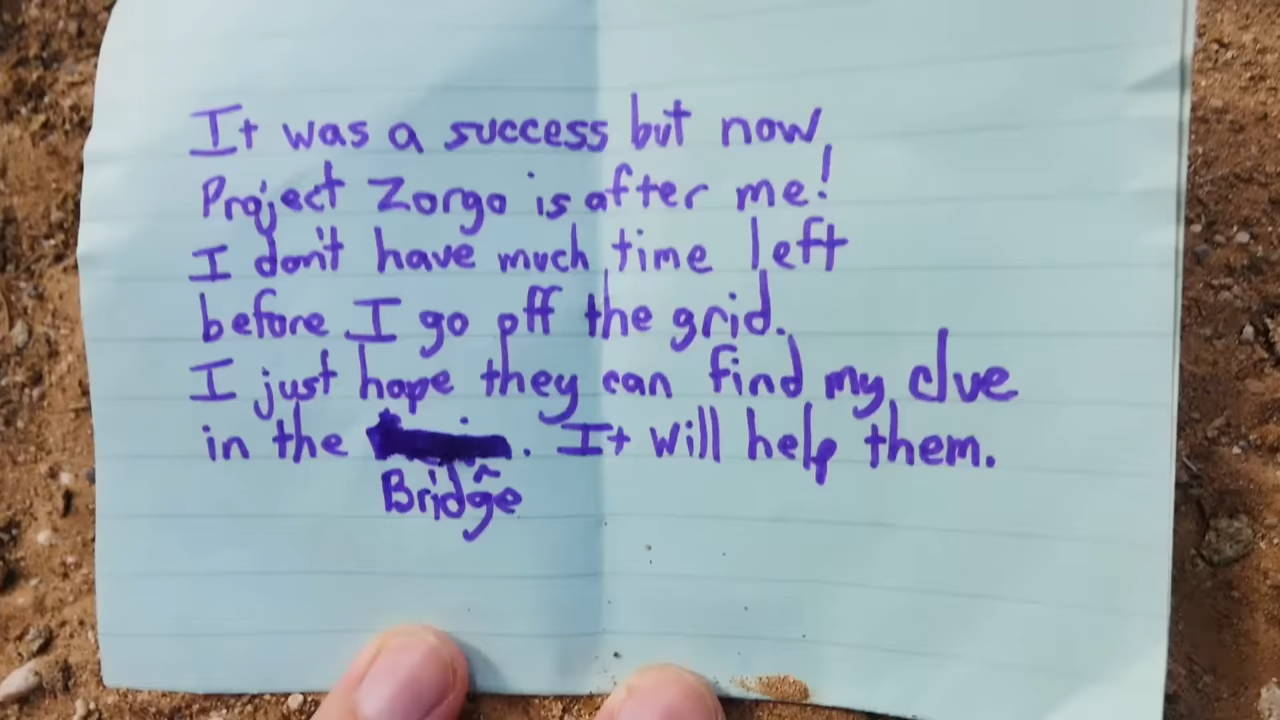 It was a success but now,
Project Zorgo is after me!
I don't have much time left
before I go off the grid.
I just hope they can find my clue
in the . It will help them.
Bridge